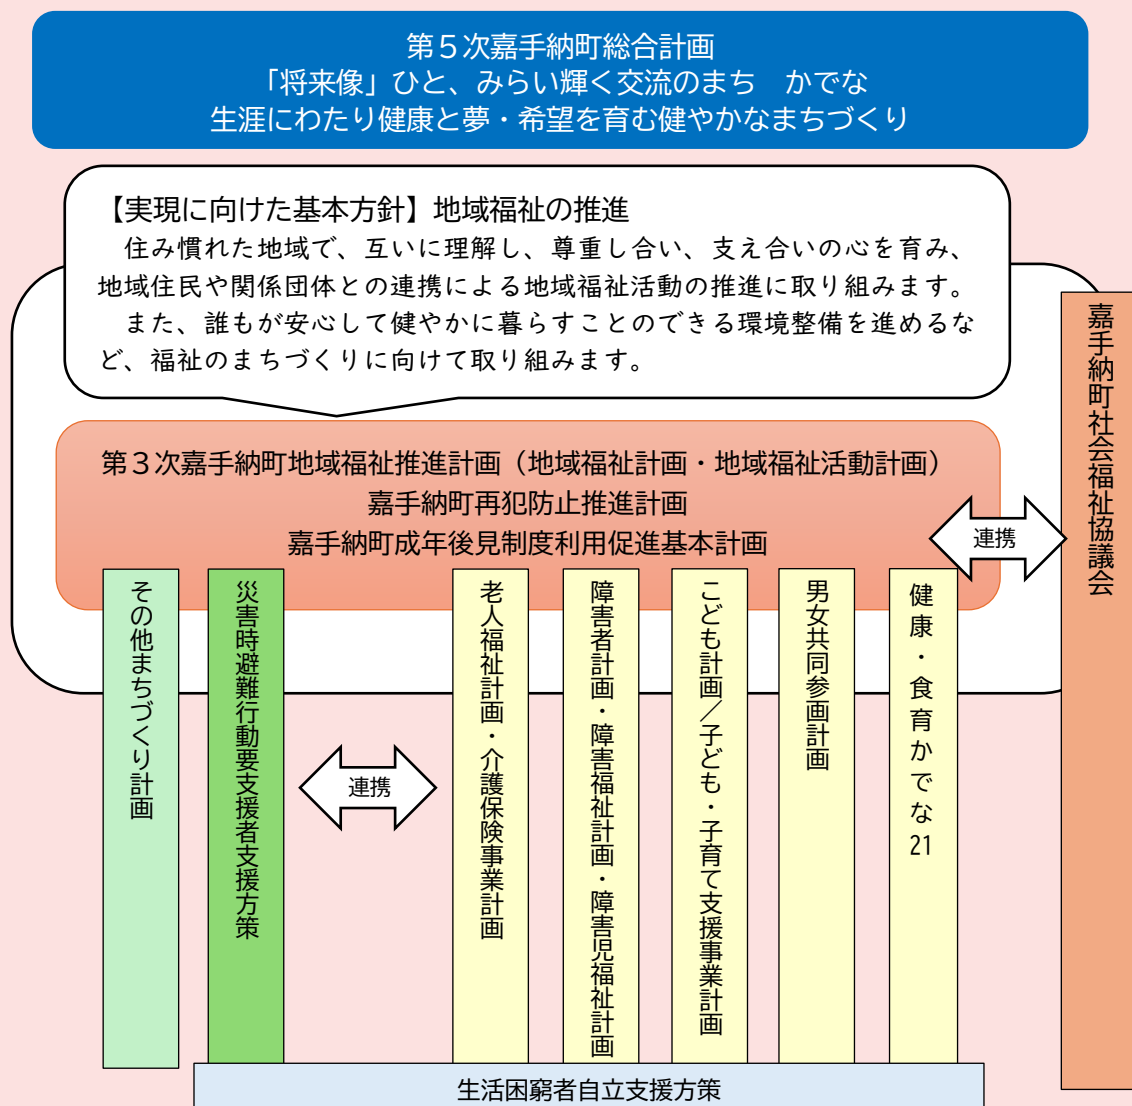 第５次嘉手納町総合計画
「将来像」ひと、みらい輝く交流のまち　かでな
生涯にわたり健康と夢・希望を育む健やかなまちづくり
【実現に向けた基本方針】地域福祉の推進
　住み慣れた地域で、互いに理解し、尊重し合い、支え合いの心を育み、
地域住民や関係団体との連携による地域福祉活動の推進に取り組みます。
　また、誰もが安心して健やかに暮らすことのできる環境整備を進めるな
ど、福祉のまちづくりに向けて取り組みます。
第３次嘉手納町地域福祉推進計画（地域福祉計画・地域福祉活動計画）
嘉手納町再犯防止推進計画
嘉手納町成年後見制度利用促進基本計画
連携
嘉手納町社会福祉協議会
その他まちづくり計画
災害時避難行動要支援者支援方策
連携
老人福祉計画・介護保険事業計画
障害者計画・障害福祉計画・障害児福祉計画
こども計画／子ども・子育て支援事業計画
男女共同参画計画
健康・食育かでな21
生活困窮者自立支援方策